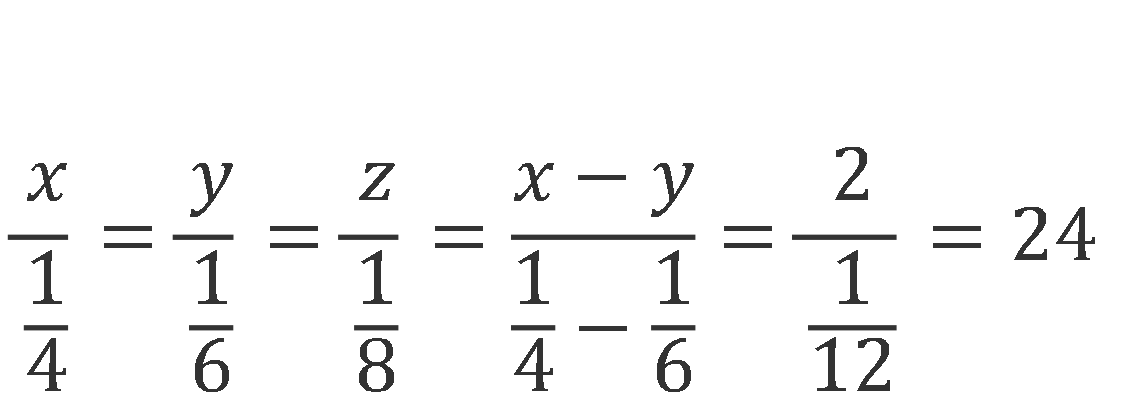 x/(1/4) = y/(1/6) = z/(1/8) = (x − y)/(1/4 − 1/6) = 2/(1/12) = 24